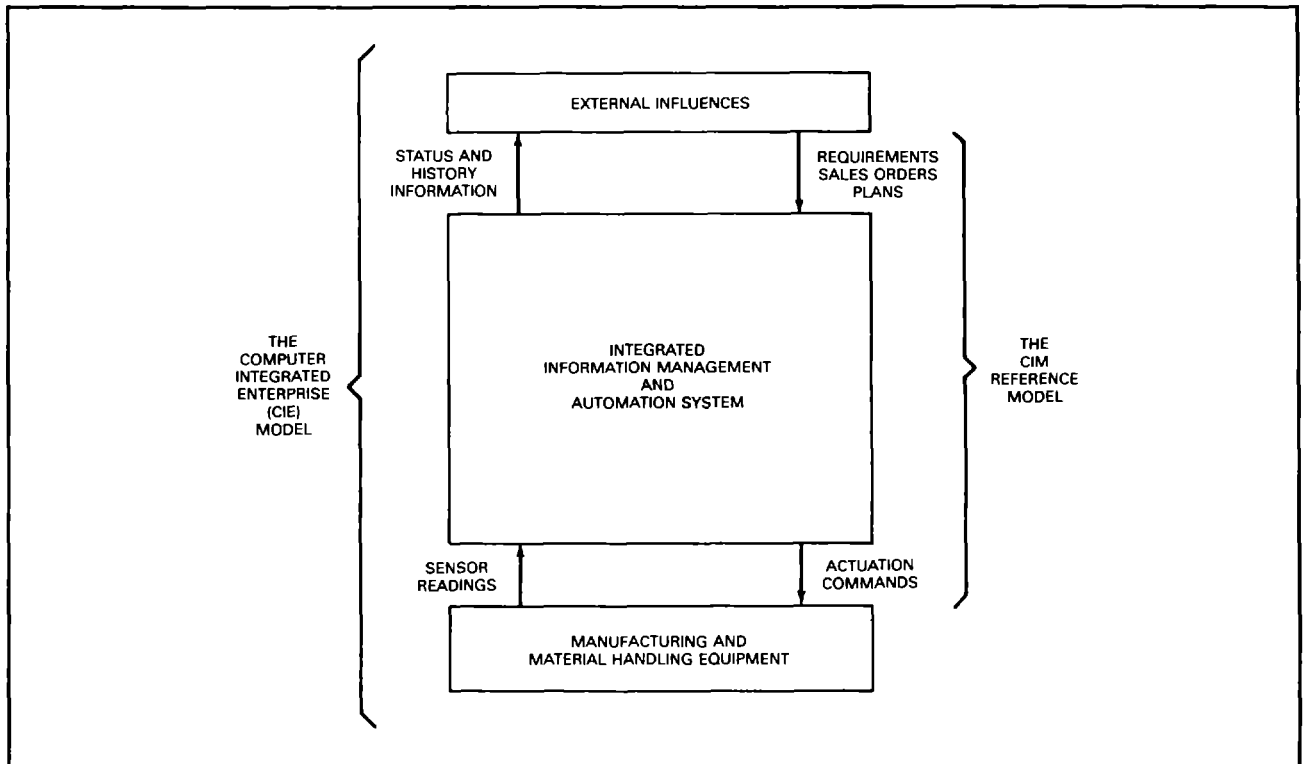 EXTERNAL INFLUENCES
STATUS AND
HISTORY
INFORMATION
REQUIREMENTS
SALES ORDERS
PLANS
THE
COMPUTER
INTEGRATED
ENTERPRISE
(CIE)
MODEL
INTEGRATED
INFORMATION MANAGEMENT
AND
AUTOMATION SYSTEM
THE
CIM
REFERENCE
MODEL
SENSOR
READINGS
ACTUATION
COMMANDS
MANUFACTURING AND
MATERIAL HANDLING EQUIPMENT